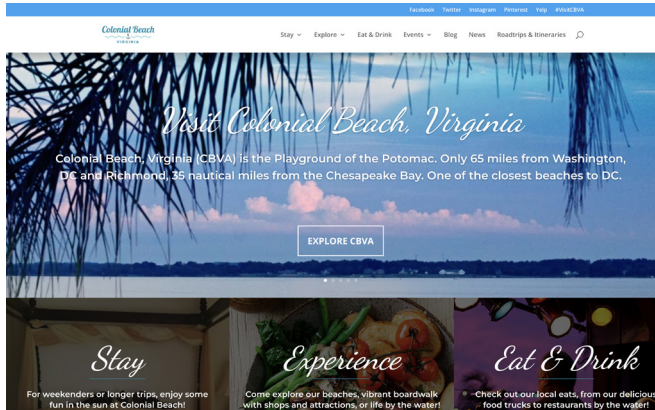 Facebook Twitter Instagram Pinterest Yelp #VisitCBVA
Colonial Beach
VIRGINIA
Stay Explore Eat & Drink Events Blog News Roadtrips & Itineraries
Visit Colonial Beach, Virginia
Colonial Beach, Virginia (CBVA) is the Playground of the Potomac. Only 65 miles from Washington,
DC and Richmond, 35 nautical miles from the Chesapeake Bay. One of the closest beaches to DC.
EXPLORE CBVA
Stay
For weekenders or longer trips, enjoy some
fun in the sun at Colonial Beach!
Experience
Come explore our beaches, vibrant boardwalk
with shops and attractions, or life by the water!
Eat & Drink
Check out our local eats, from our delicious
food trucks to restaurants by the water!